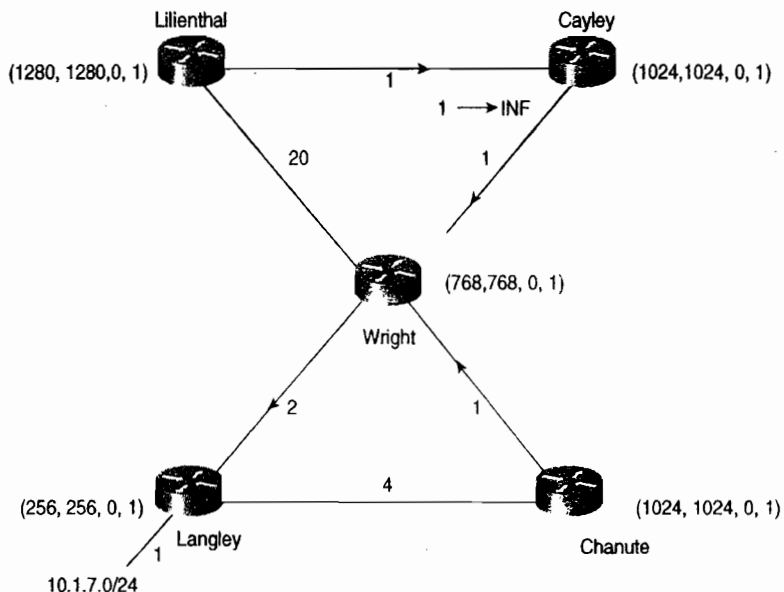 Lilienthal
Cayley
(1280, 1280,0, 1)
1
(1024,1024, 0, 1)
1 → INF
20
1
(768,768, 0, 1)
Wright
2
1
4
(256, 256, 0, 1)
(1024, 1024, 0, 1)
Langley
Chanute
1
10.1.7.0/24